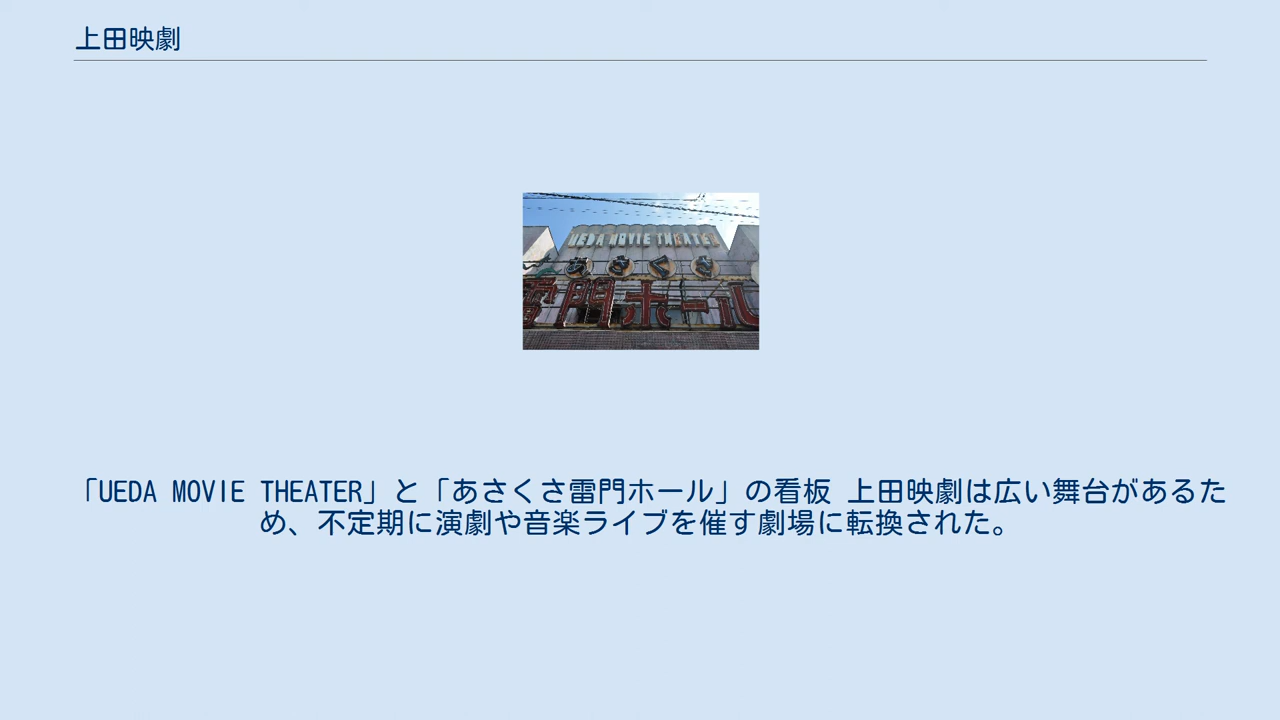 上田映劇
UEDA MOVIE THEATER
あさくさ
雷門ホール
「UEDA MOVIE THEATER」と「あさくさ雷門ホール」の看板 上田映劇は広い舞台があるた
め、不定期に演劇や音楽ライブを催す劇場に転換された。